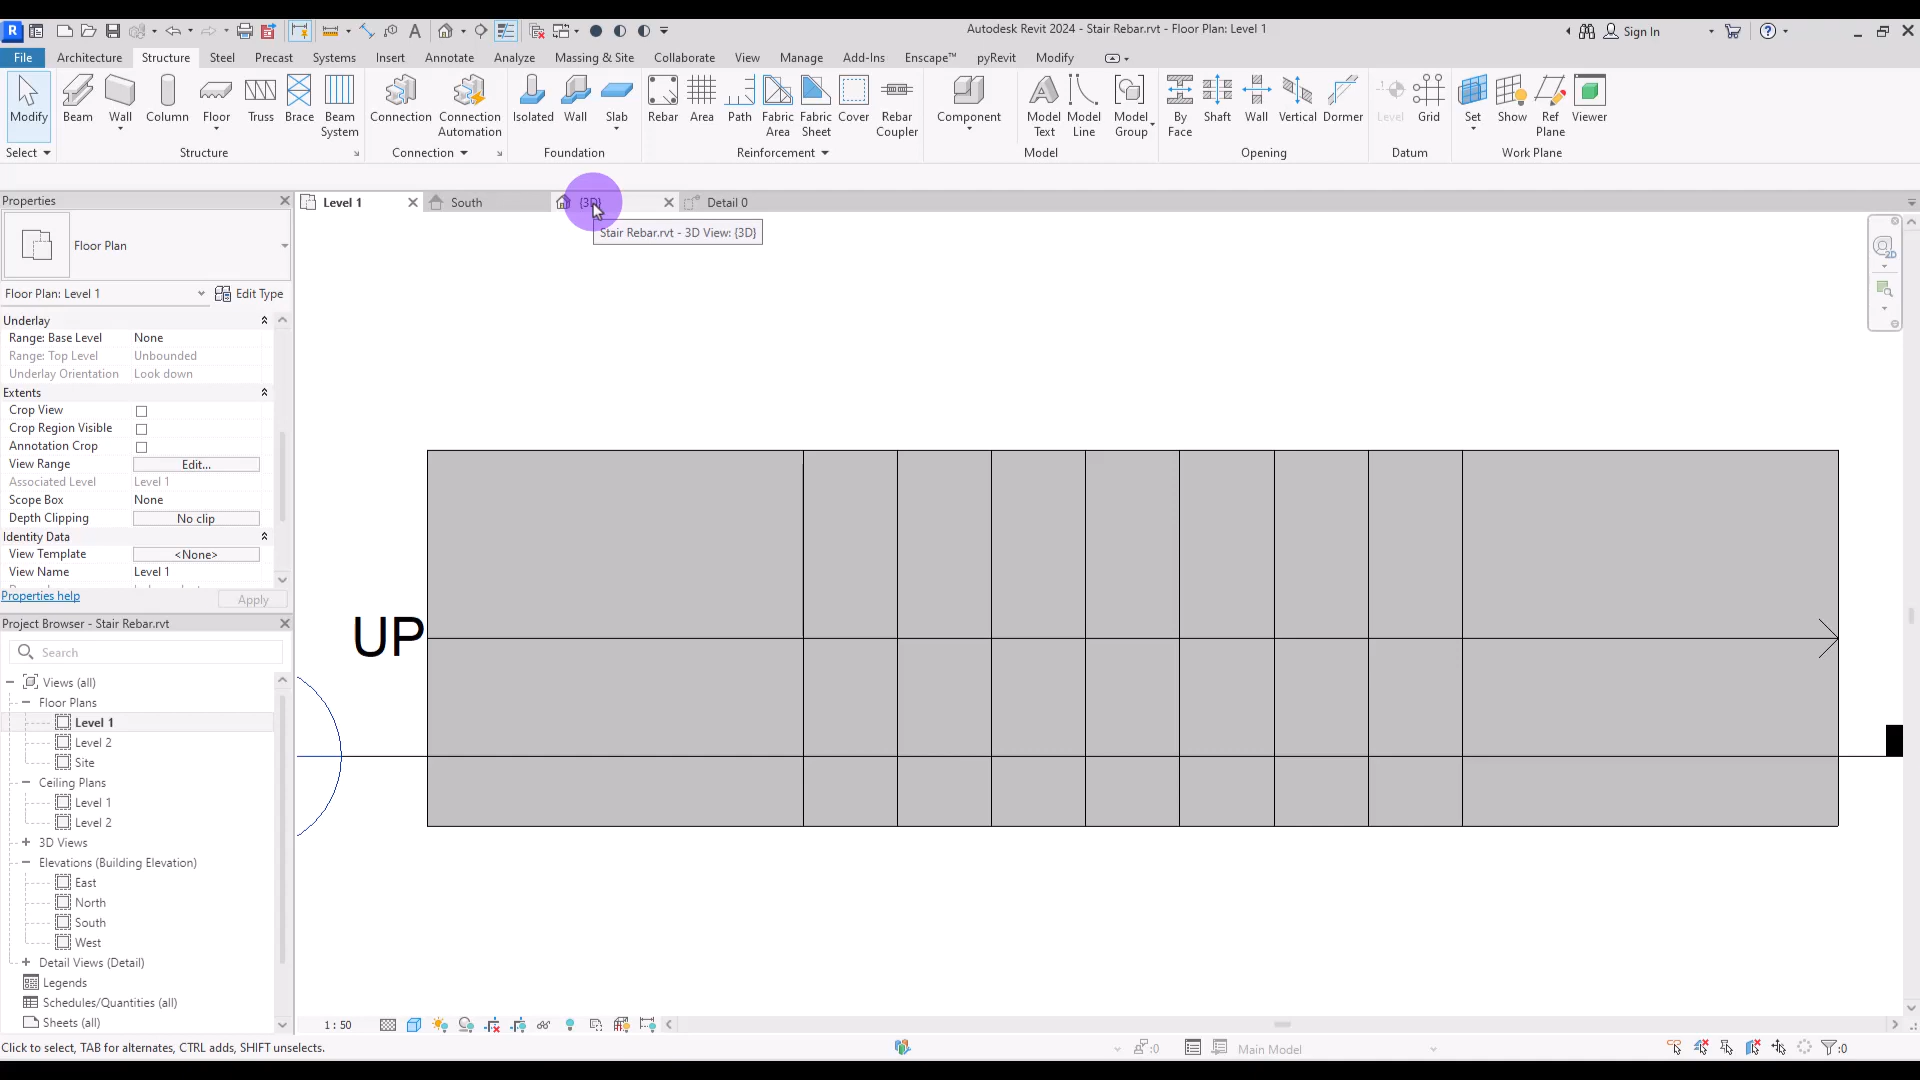 Autodesk Revit 2024 - Stair Rebar.rvt - Floor Plan: Level 1
Sign In
File Architecture Structure Steel Precast Systems Insert Annotate Analyze Massing & Site Collaborate View Manage Add-Ins Enscape™ pyRevit Modify
Modify Beam Wall Column Floor Truss Brace Beam System Connection Connection Automation Isolated Wall Slab Rebar Area Path Fabric Area Fabric Sheet Cover Rebar Coupler Component Model Text Model Line Model Group By Face Shaft Wall Vertical Dormer Level Grid Set Show Ref Plane Viewer
Select Structure Connection Foundation Reinforcement Model Opening Datum Work Plane
Properties
Level 1 South {3D} Detail 0
Stair Rebar.rvt - 3D View: {3D}
Floor Plan
Floor Plan: Level 1 Edit Type
Underlay
Range: Base Level None
Range: Top Level Unbounded
Underlay Orientation Look down
Extents
Crop View
Crop Region Visible
Annotation Crop
View Range Edit...
Associated Level Level 1
Scope Box None
Depth Clipping No clip
Identity Data
View Template <None>
View Name Level 1
Properties help Apply
UP
2D
Project Browser - Stair Rebar.rvt
Search
Views (all)
Floor Plans
Level 1
Level 2
Site
Ceiling Plans
Level 1
Level 2
3D Views
Elevations (Building Elevation)
East
North
South
West
Detail Views (Detail)
Legends
Schedules/Quantities (all)
Sheets (all)
1 : 50
Click to select, TAB for alternates, CTRL adds, SHIFT unselects.
:0 Main Model :0